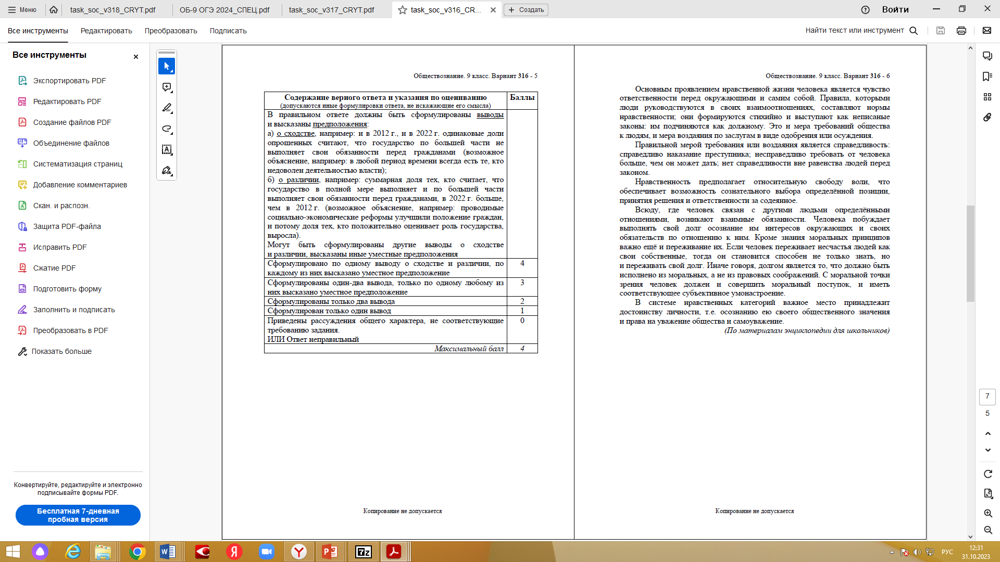 Меню
task_soc_v318_CRYT.pdf
ОБ-9 ОГЭ 2024_СПЕЦ.pdf
task_soc_v317_CRYT.pdf
task_soc_v316_CR...
Создать
Войти
Все инструменты
Редактировать
Преобразовать
Подписать
Найти текст или инструмент
Все инструменты
Экспортировать PDF
Редактировать PDF
Создание файлов PDF
Объединение файлов
Систематизация страниц
Добавление комментариев
Скан. и распозн.
Защита PDF-файла
Исправить PDF
Сжатие PDF
Подготовить форму
Заполнить и подписать
Преобразовать в PDF
Показать больше
Конвертируйте, редактируйте и электронно
подписывайте формы PDF.
Бесплатная 7-дневная
пробная версия
Обществознание. 9 класс. Вариант 316 - 5
Содержание верного ответа и указания по оцениванию
(допускаются иные формулировки ответа, не искажающие его смысла)
Баллы
В правильном ответе должны быть сформулированы выводы
и высказаны предположения:
а) о сходстве, например: и в 2012 г., и в 2022 г. одинаковые доли
опрошенных считают, что государство по большей части не
выполняет свои обязанности перед гражданами (возможное
объяснение, например: в любой период времени всегда есть те, кто
недоволен деятельностью власти);
б) о различии, например: суммарная доля тех, кто считает, что
государство в полной мере выполняет и по большей части
выполняет свои обязанности перед гражданами, в 2022 г. больше,
чем в 2012 г. (возможное объяснение, например: проводимые
социально-экономические реформы улучшили положение граждан,
и потому доля тех, кто положительно оценивает роль государства,
выросла).
Могут быть сформулированы другие выводы о сходстве
и различии, высказаны иные уместные предположения
Сформулировано по одному выводу о сходстве и различии, по
каждому из них высказано уместное предположение
4
Сформулированы один-два вывода, только по одному любому из
них высказано уместное предположение
3
Сформулированы только два вывода
2
Сформулирован только один вывод
1
Приведены рассуждения общего характера, не соответствующие
требованию задания.
ИЛИ Ответ неправильный
0
Максимальный балл
4
Копирование не допускается
Обществознание. 9 класс. Вариант 316 - 6
Основным проявлением нравственной жизни человека является чувство
ответственности перед окружающими и самим собой. Правила, которыми
люди руководствуются в своих взаимоотношениях, составляют нормы
нравственности; они формируются стихийно и выступают как неписаные
законы: им подчиняются как должному. Это и мера требований общества
к людям, и мера воздаяния по заслугам в виде одобрения или осуждения.
Правильной мерой требования или воздаяния является справедливость:
справедливо наказание преступника; несправедливо требовать от человека
больше, чем он может дать; нет справедливости вне равенства людей перед
законом.
Нравственность предполагает относительную свободу воли, что
обеспечивает возможность сознательного выбора определённой позиции,
принятия решения и ответственности за содеянное.
Всюду, где человек связан с другими людьми определёнными
отношениями, возникают взаимные обязанности. Человека побуждает
выполнять свой долг осознание им интересов окружающих и своих
обязательств по отношению к ним. Кроме знания моральных принципов
важно ещё и переживание их. Если человек переживает несчастья людей как
свои собственные, тогда он становится способен не только знать, но
и переживать свой долг. Иначе говоря, долгом является то, что должно быть
исполнено из моральных, а не из правовых соображений. С моральной точки
зрения человек должен и совершить моральный поступок, и иметь
соответствующее субъективное умонастроение.
В системе нравственных категорий важное место принадлежит
достоинству личности, т.е. осознанию ею своего общественного значения
и права на уважение общества и самоуважение.
(По материалам энциклопедии для школьников)
Копирование не допускается
7
5
РУС
12:31
31.10.2023